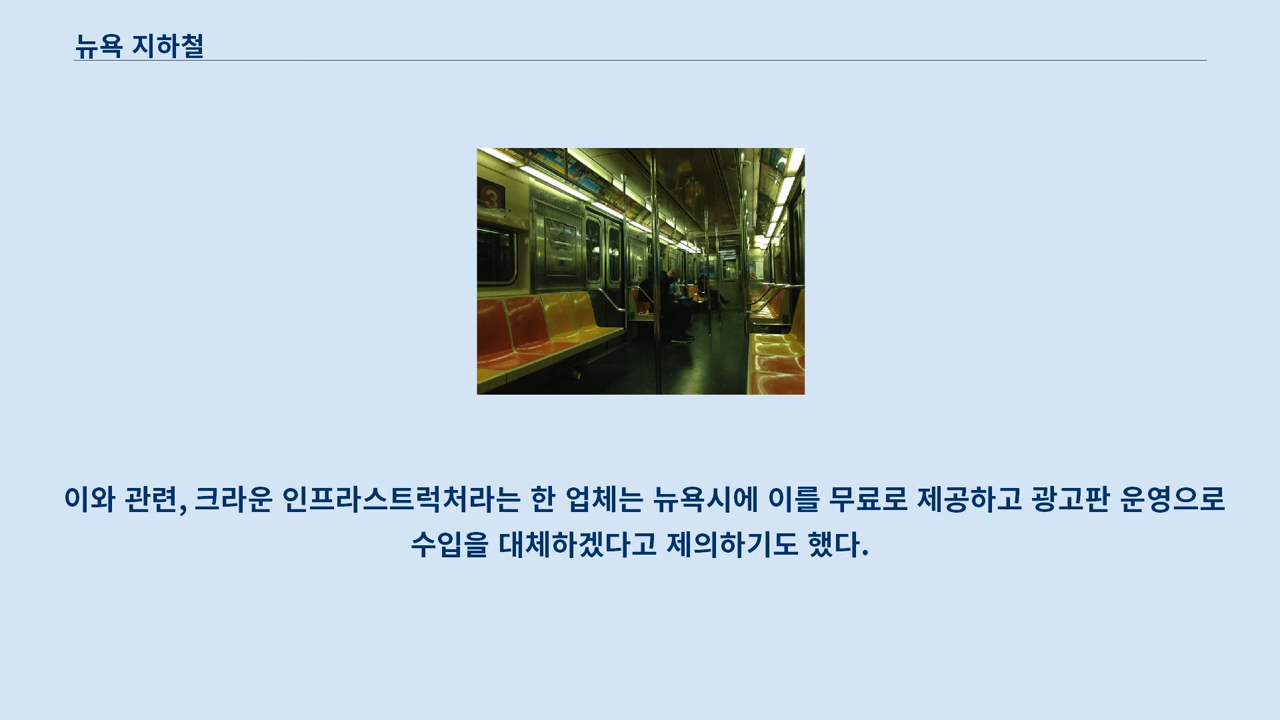 뉴욕 지하철
이와 관련, 크라운 인프라스트럭처라는 한 업체는 뉴욕시에 이를 무료로 제공하고 광고판 운영으로
수입을 대체하겠다고 제의하기도 했다.